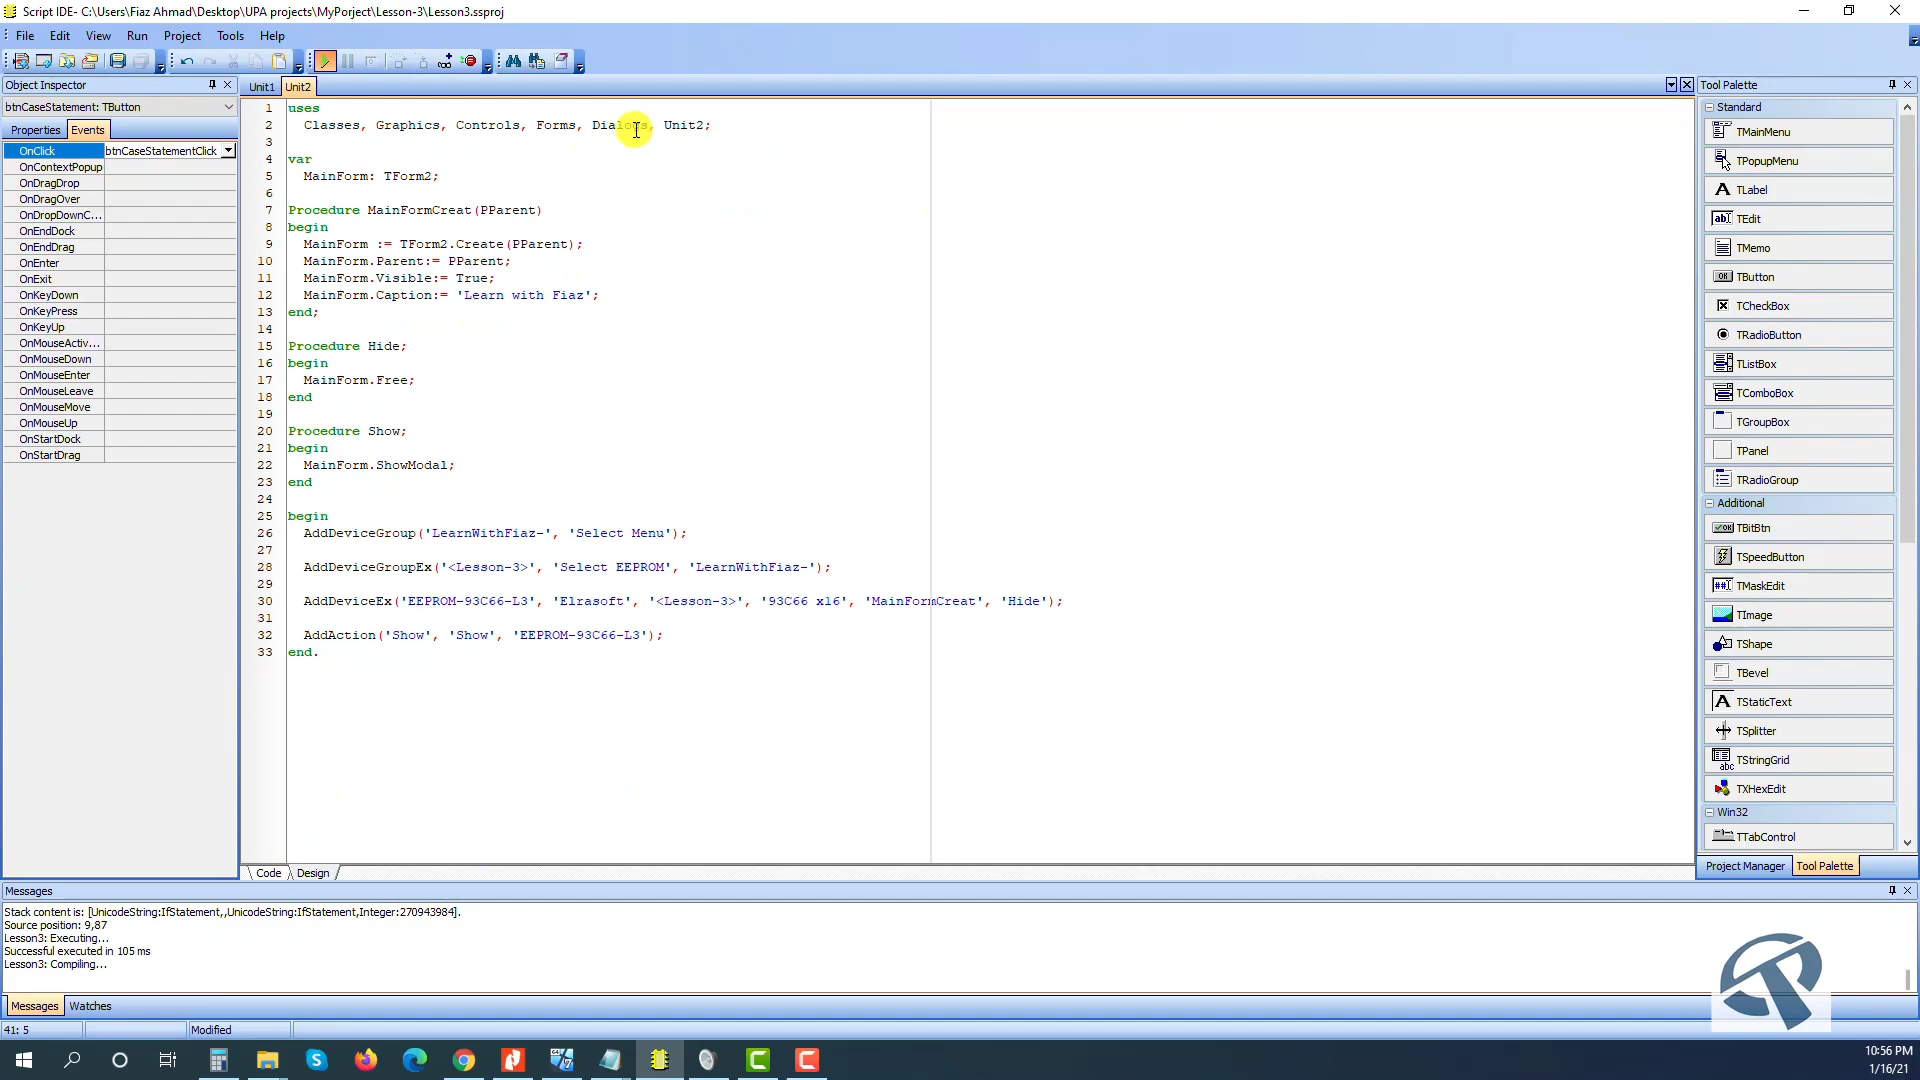 Script IDE- C:\Users\Fiaz Ahmad\Desktop\UPA projects\MyPorject\Lesson-3\Lesson3.ssproj
File Edit View Run Project Tools Help
Object Inspector
btnCaseStatement: TButton
Properties Events
OnClick btnCaseStatementClick
OnContextPopup
OnDragDrop
OnDragOver
OnDropDownC...
OnEndDock
OnEndDrag
OnEnter
OnExit
OnKeyDown
OnKeyPress
OnKeyUp
OnMouseActiv...
OnMouseDown
OnMouseEnter
OnMouseLeave
OnMouseMove
OnMouseUp
OnStartDock
OnStartDrag
Unit1 Unit2
1 uses
2 Classes, Graphics, Controls, Forms, Dialogs, Unit2;
3
4 var
5 MainForm: TForm2;
6
7 Procedure MainFormCreat(PParent)
8 begin
9 MainForm := TForm2.Create(PParent);
10 MainForm.Parent:= PParent;
11 MainForm.Visible:= True;
12 MainForm.Caption:= 'Learn with Fiaz';
13 end;
14
15 Procedure Hide;
16 begin
17 MainForm.Free;
18 end
19
20 Procedure Show;
21 begin
22 MainForm.ShowModal;
23 end
24
25 begin
26 AddDeviceGroup('LearnWithFiaz-', 'Select Menu');
27
28 AddDeviceGroupEx('<Lesson-3>', 'Select EEPROM', 'LearnWithFiaz-');
29
30 AddDeviceEx('EEPROM-93C66-L3', 'Elrasoft', '<Lesson-3>', '93C66 x16', 'MainFormCreat', 'Hide');
31
32 AddAction('Show', 'Show', 'EEPROM-93C66-L3');
33 end.
Code Design
Tool Palette
Standard
TMainMenu
TPopupMenu
TLabel
TEdit
TMemo
TButton
TCheckBox
TRadioButton
TListBox
TComboBox
TGroupBox
TPanel
TRadioGroup
Additional
TBitBtn
TSpeedButton
TMaskEdit
TImage
TShape
TBevel
TStaticText
TSplitter
TStringGrid
TXHexEdit
Win32
TTabControl
Project Manager Tool Palette
Messages
Stack content is: [UnicodeString:IfStatement,,UnicodeString:IfStatement,Integer:270943984].
Source position: 9,87
Lesson3: Executing...
Successful executed in 105 ms
Lesson3: Compiling...
Messages Watches
41: 5 Modified
10:56 PM
1/16/21